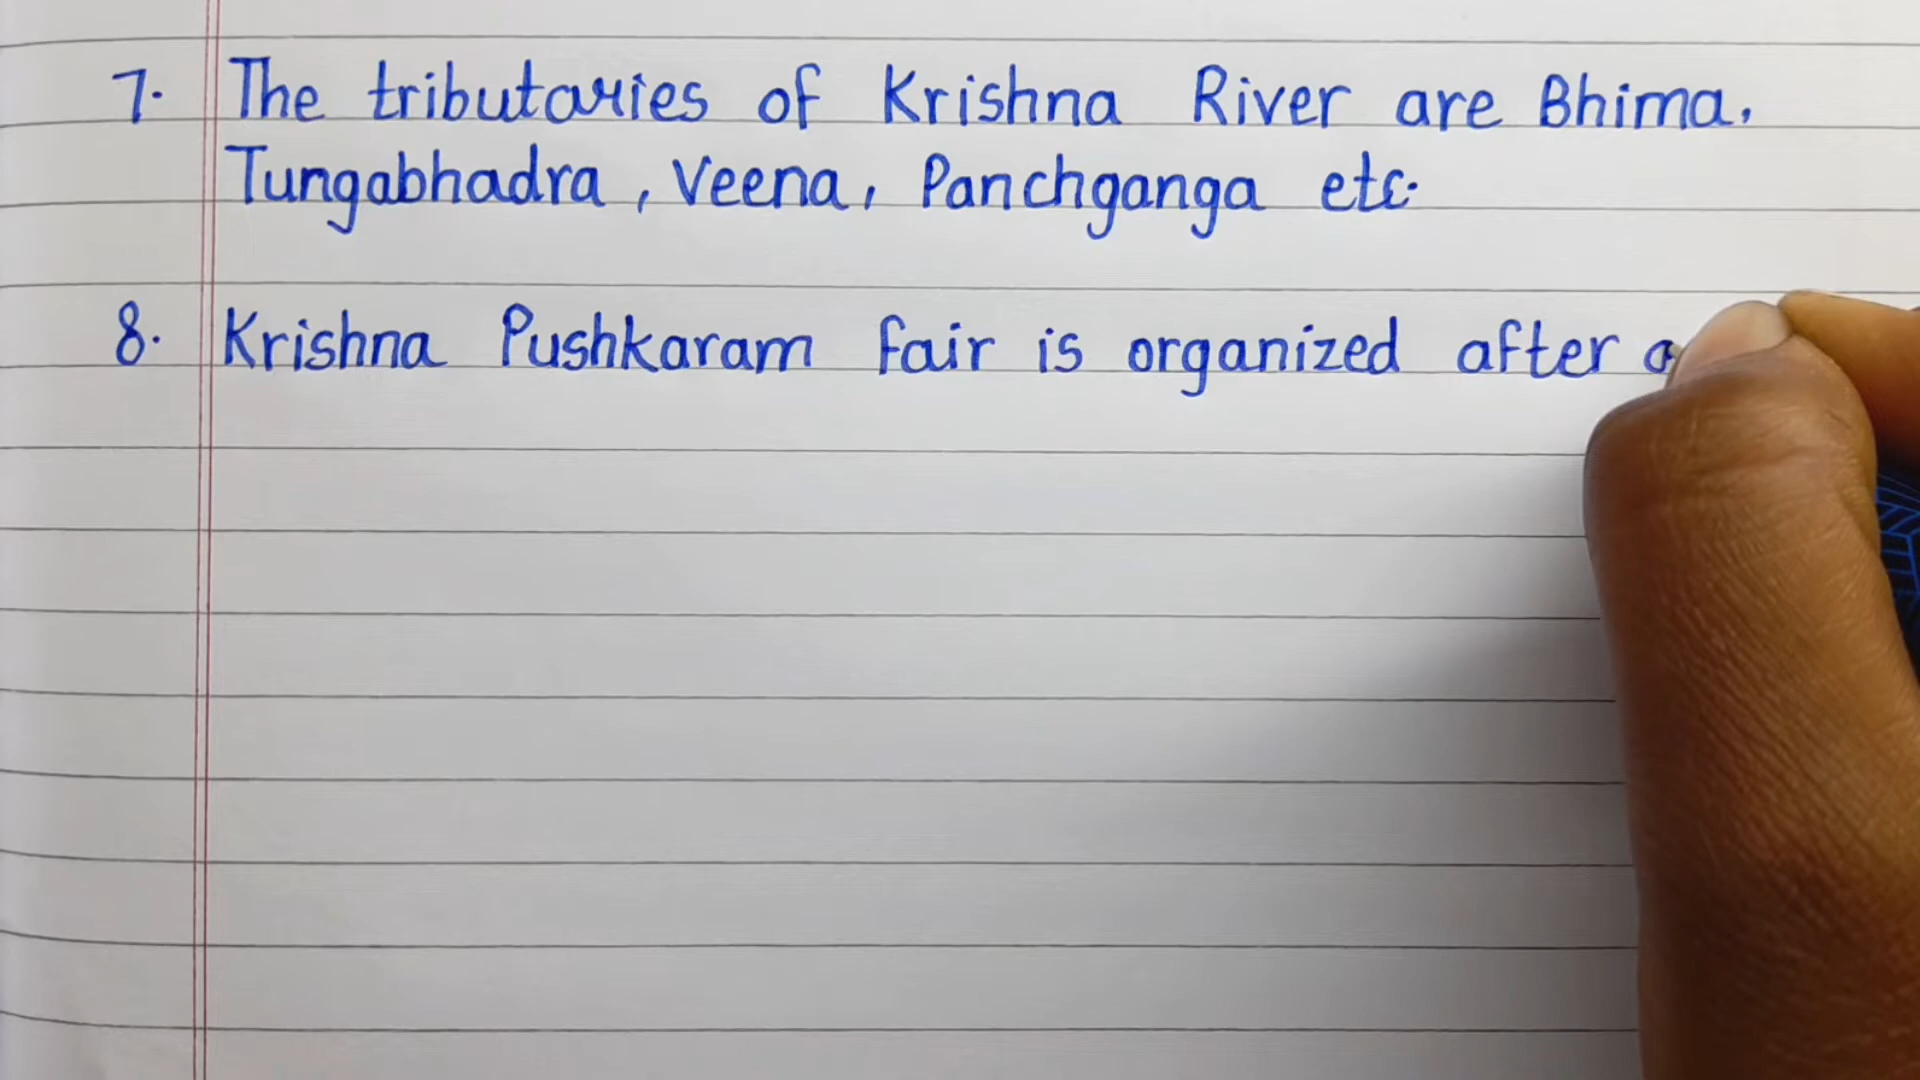 7. The tributaries of Krishna River are Bhima,
Tungabhadra, Veena, Panchganga etc.
8. Krishna Pushkaram fair is organized after